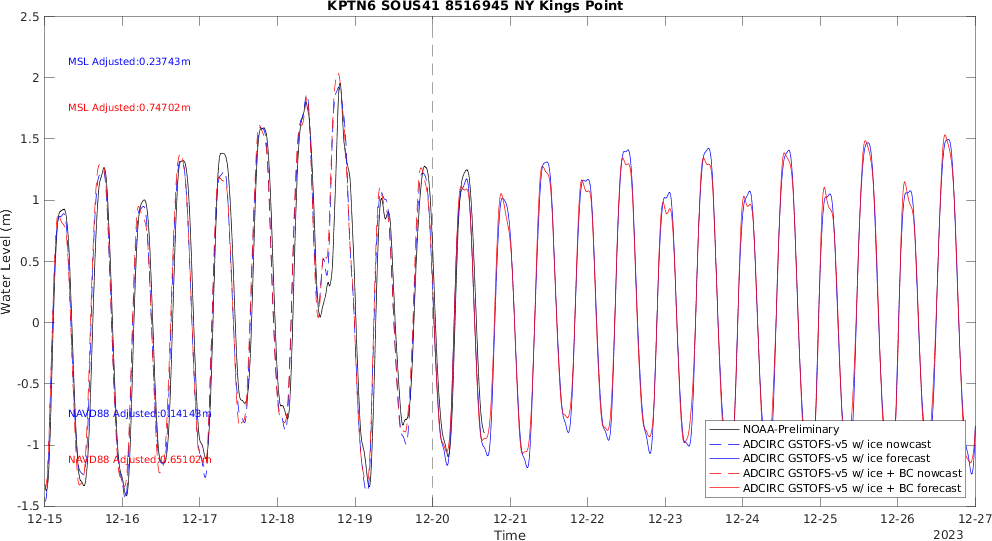 KPTN6 SOUS41 8516945 NY Kings Point
2.5
2
1.5
1
0.5
0
-0.5
-1
-1.5
Water Level (m)
MSL Adjusted:0.23743m
MSL Adjusted:0.74702m
NAVD88 Adjusted:0.14143m
NAVD88 Adjusted:0.65102m
NOAA-Preliminary
ADCIRC GSTOFS-v5 w/ ice nowcast
ADCIRC GSTOFS-v5 w/ ice forecast
ADCIRC GSTOFS-v5 w/ ice + BC nowcast
ADCIRC GSTOFS-v5 w/ ice + BC forecast
12-15 12-16 12-17 12-18 12-19 12-20 12-21 12-22 12-23 12-24 12-25 12-26 12-27
Time
2023